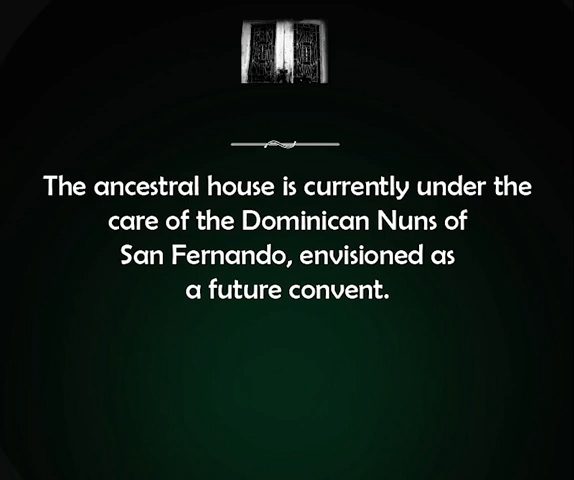 The ancestral house is currently under the
care of the Dominican Nuns of
San Fernando, envisioned as
a future convent.